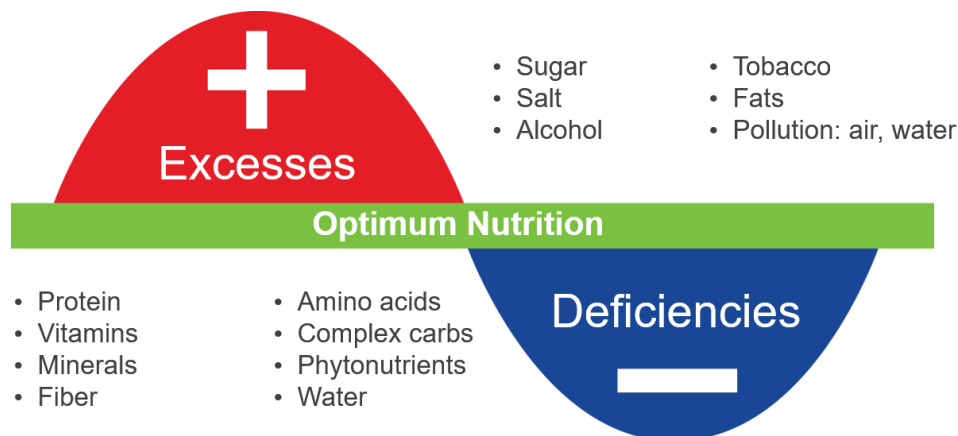 Excesses
• Sugar
• Salt
• Alcohol
• Tobacco
• Fats
• Pollution: air, water
Optimum Nutrition
• Protein
• Vitamins
• Minerals
• Fiber
• Amino acids
• Complex carbs
• Phytonutrients
• Water
Deficiencies